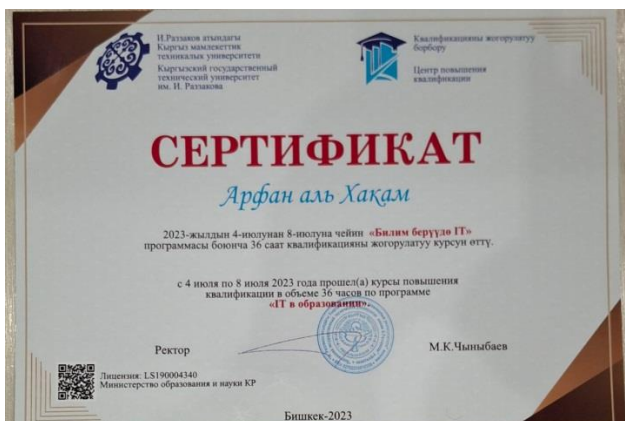 И.Раззаков атындагы
Кыргыз мамлекеттик
техникалык университети
Кыргызский государственный
технический университет
им. И. Раззакова
Квалификацияны жогорулатуу
борбору
Центр повышения
квалификации
СЕРТИФИКАТ
Арфан аль Хакам
2023-жылдын 4-июлунан 8-июлуна чейин «Билим берүүдө IT»
программасы боюнча 36 саат квалификацияны жогорулатуу курсун өттү.
с 4 июля по 8 июля 2023 года прошел(а) курсы повышения
квалификации в объеме 36 часов по программе
«IT в образовании».
Ректор
М.К.Чыныбаев
Лицензия: LS190004340
Министерство образования и науки КР
Бишкек-2023